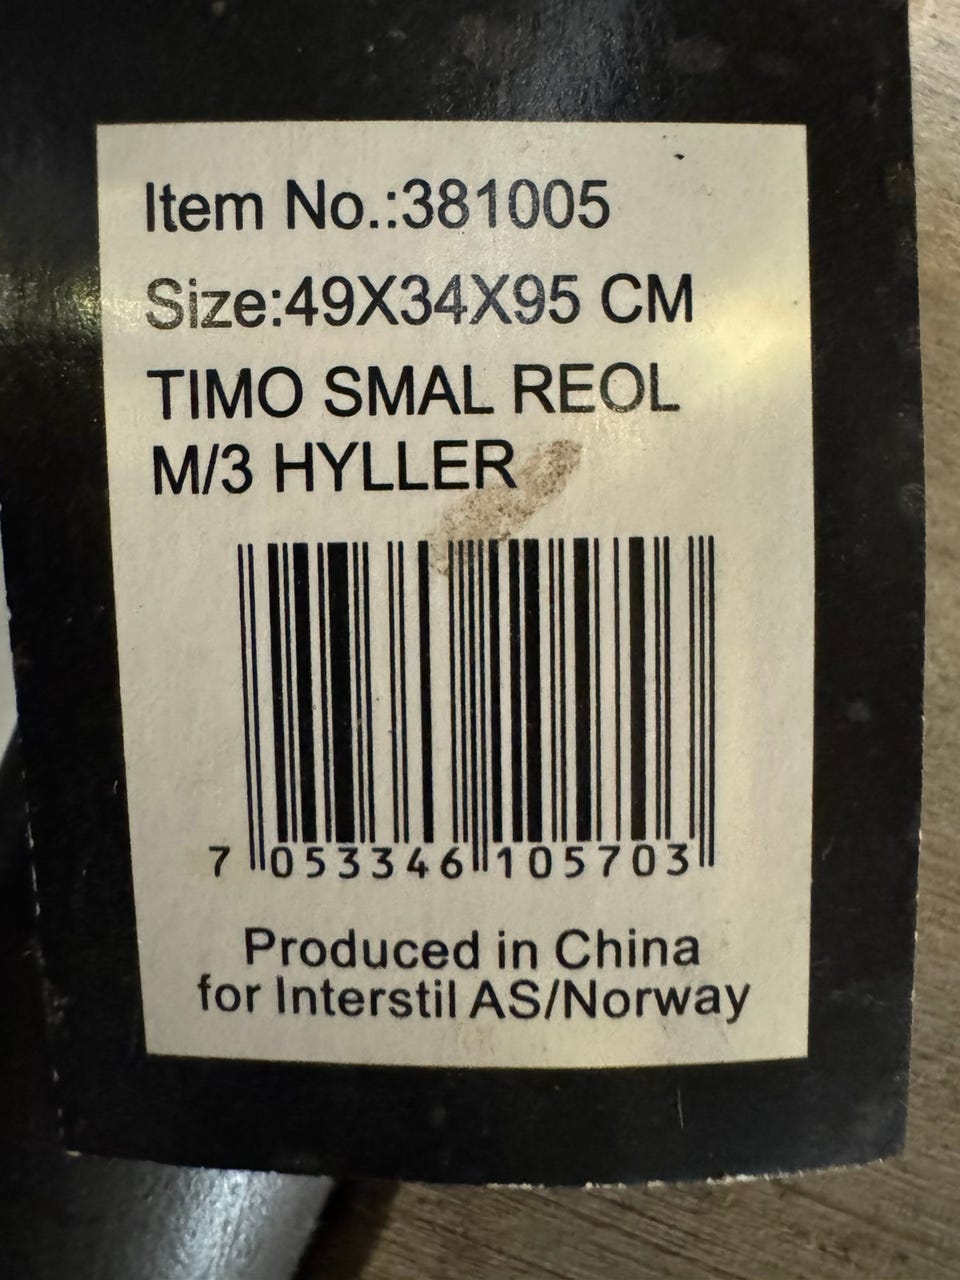 Item No.:381005
Size:49X34X95 CM
TIMO SMAL REOL
M/3 HYLLER
7 053346 105703
Produced in China
for Interstil AS/Norway